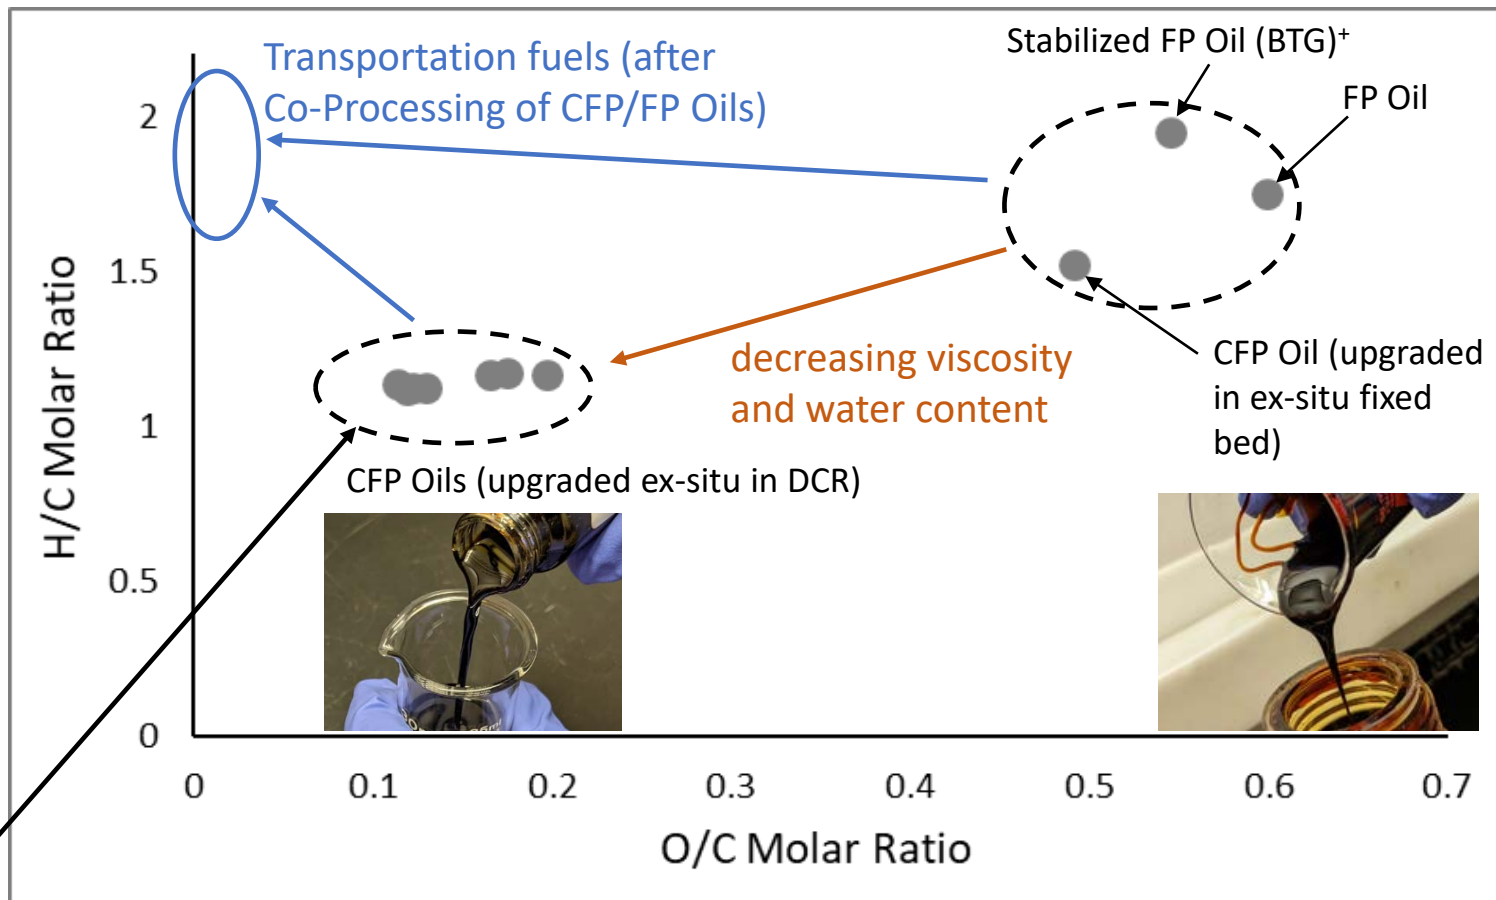 Transportation fuels (after
Co-Processing of CFP/FP Oils)
Stabilized FP Oil (BTG)⁺
FP Oil
CFP Oil (upgraded
in ex-situ fixed
bed)
decreasing viscosity
and water content
CFP Oils (upgraded ex-situ in DCR)
H/C Molar Ratio
2
1.5
1
0.5
0
0 0.1 0.2 0.3 0.4 0.5 0.6 0.7
O/C Molar Ratio